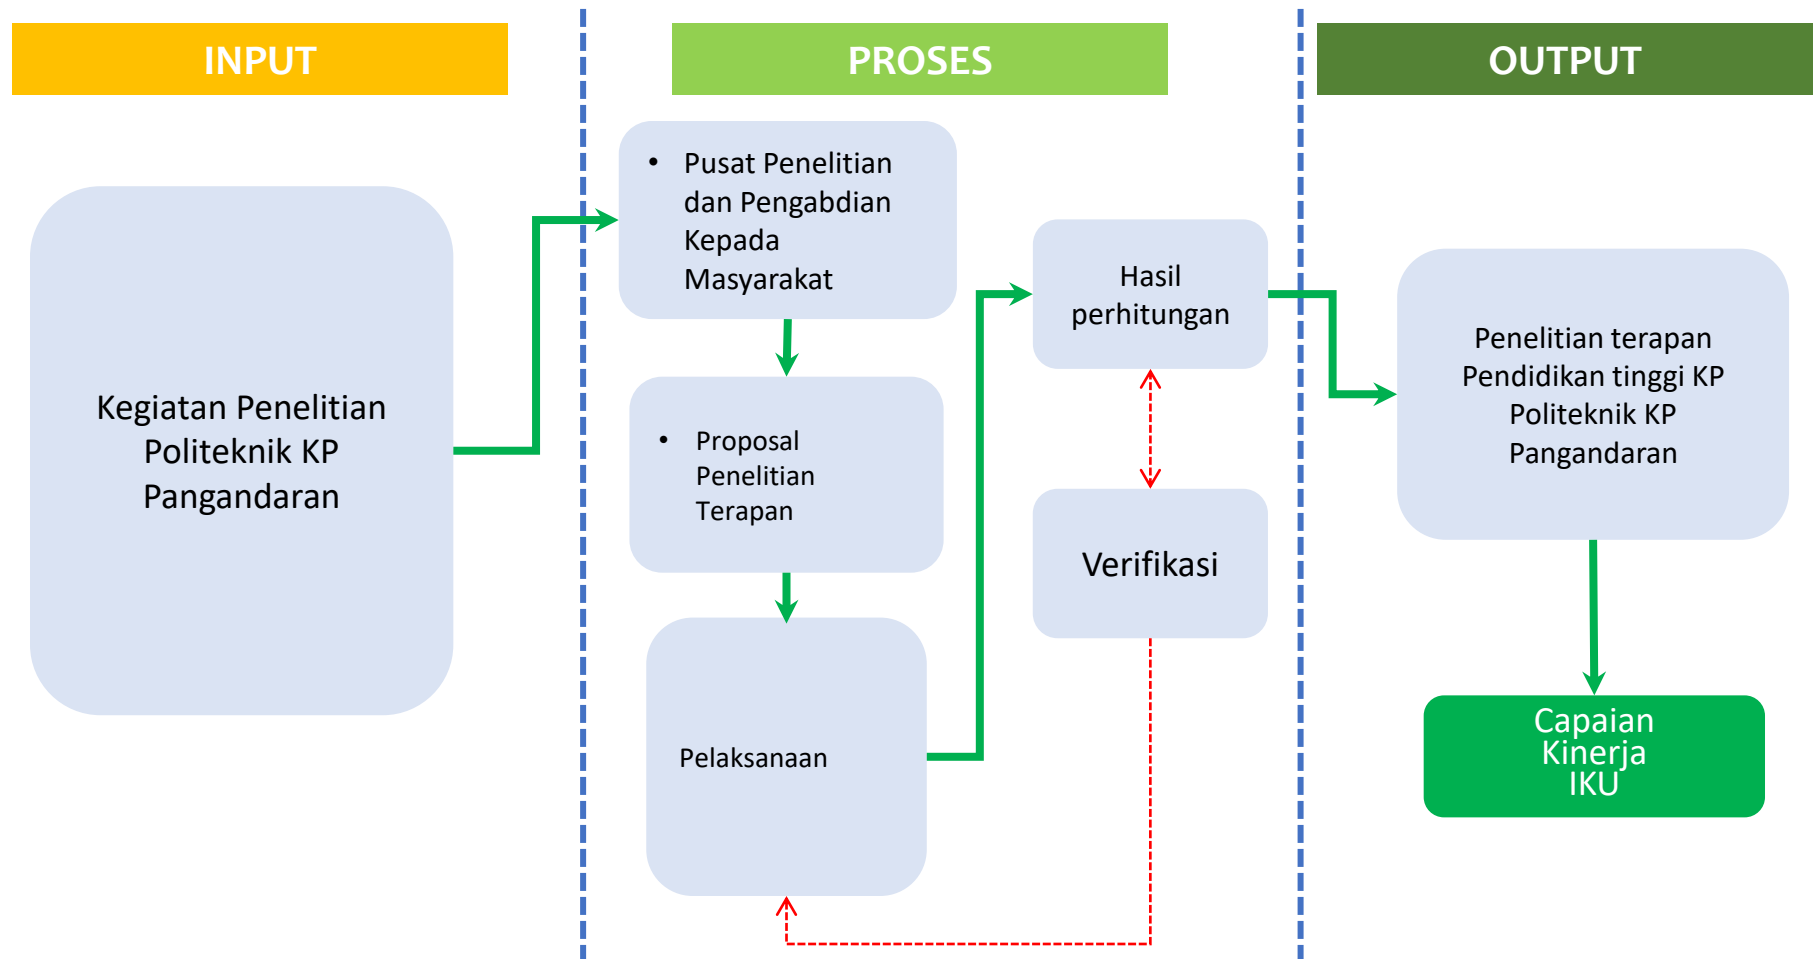 INPUT
PROSES
OUTPUT
Kegiatan Penelitian
Politeknik KP
Pangandaran
• Pusat Penelitian
dan Pengabdian
Kepada
Masyarakat
• Proposal
Penelitian
Terapan
Pelaksanaan
Hasil
perhitungan
Verifikasi
Penelitian terapan
Pendidikan tinggi KP
Politeknik KP
Pangandaran
Capaian
Kinerja
IKU